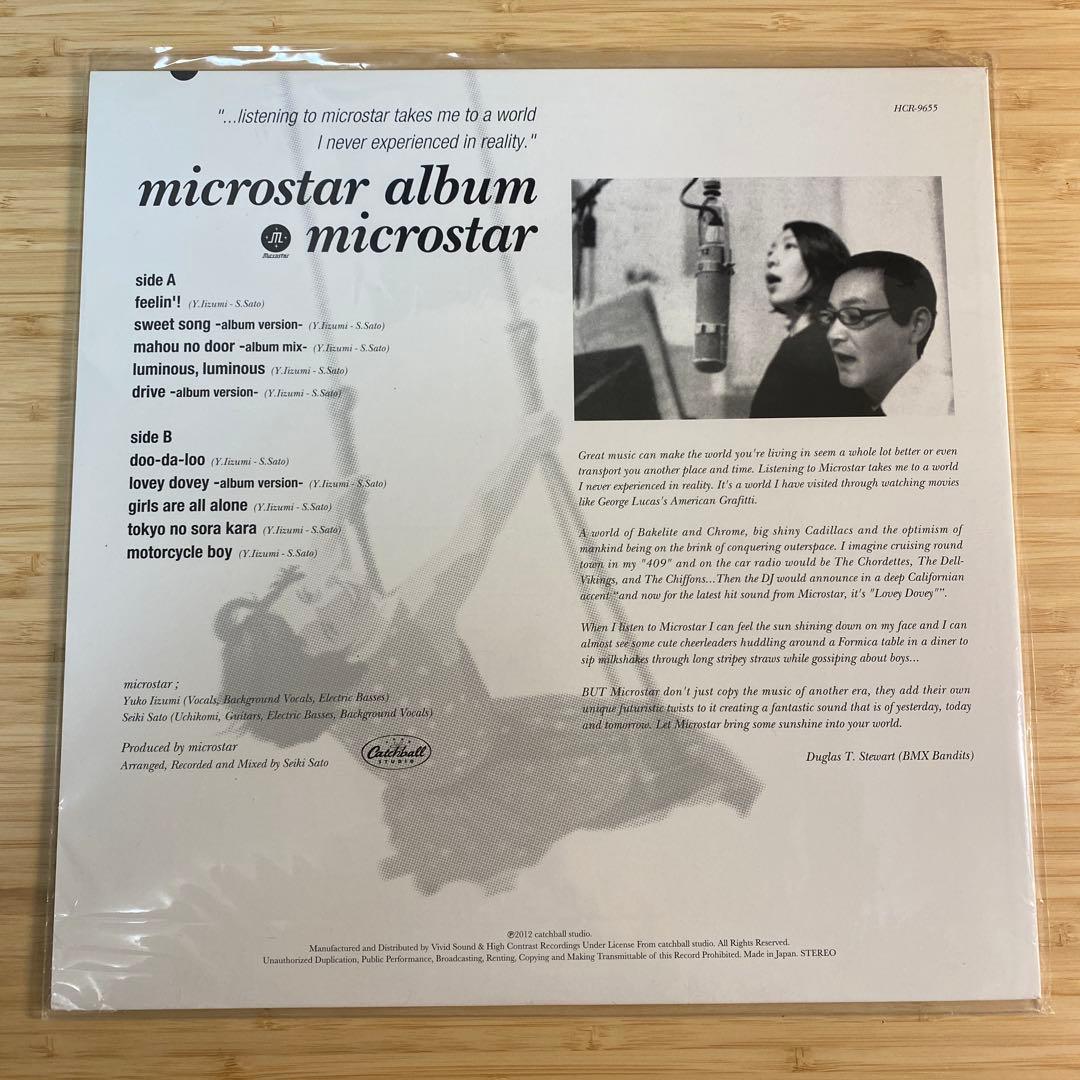 "...listening to microstar takes me to a world
I never experienced in reality."
HCR-9655
microstar album
microstar
m
Microstar
side A
feelin'! (Y.Iizumi - S.Sato)
sweet song -album version- (Y.Iizumi - S.Sato)
mahou no door -album mix- (Y.Iizumi - S.Sato)
luminous, luminous (Y.Iizumi - S.Sato)
drive -album version- (Y.Iizumi - S.Sato)
side B
doo-da-loo (Y.Iizumi - S.Sato)
lovey dovey -album version- (Y.Iizumi - S.Sato)
girls are all alone (Y.Iizumi - S.Sato)
tokyo no sora kara (Y.Iizumi - S.Sato)
motorcycle boy (Y.Iizumi - S.Sato)
microstar ;
Yuko Iizumi (Vocals, Background Vocals, Electric Basses)
Seiki Sato (Uchikomi, Guitars, Electric Basses, Background Vocals)
Produced by microstar
Arranged, Recorded and Mixed by Seiki Sato
Catchball
STUDIO
Great music can make the world you're living in seem a whole lot better or even
transport you another place and time. Listening to Microstar takes me to a world
I never experienced in reality. It's a world I have visited through watching movies
like George Lucas's American Grafitti.
A world of Bakelite and Chrome, big shiny Cadillacs and the optimism of
mankind being on the brink of conquering outerspace. I imagine cruising round
town in my "409" and on the car radio would be The Chordettes, The Dell-
Vikings, and The Chiffons...Then the DJ would announce in a deep Californian
accent "and now for the latest hit sound from Microstar, it's "Lovey Dovey"".
When I listen to Microstar I can feel the sun shining down on my face and I can
almost see some cute cheerleaders huddling around a Formica table in a diner to
sip milkshakes through long stripey straws while gossiping about boys...
BUT Microstar don't just copy the music of another era, they add their own
unique futuristic twists to it creating a fantastic sound that is of yesterday, today
and tomorrow. Let Microstar bring some sunshine into your world.
Duglas T. Stewart (BMX Bandits)
℗2012 catchball studio.
Manufactured and Distributed by Vivid Sound & High Contrast Recordings Under License From catchball studio. All Rights Reserved.
Unauthorized Duplication, Public Performance, Broadcasting, Renting, Copying and Making Transmittable of this Record Prohibited. Made in Japan. STEREO